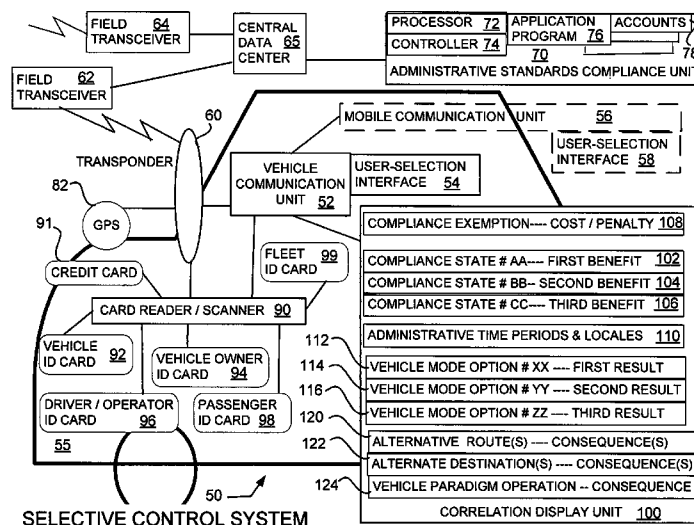 FIELD TRANSCEIVER 64
CENTRAL DATA CENTER 65
PROCESSOR 72
CONTROLLER 74
APPLICATION PROGRAM 76
70
ACCOUNTS
78
ADMINISTRATIVE STANDARDS COMPLIANCE UNIT
FIELD TRANSCEIVER 62
60
TRANSPONDER
MOBILE COMMUNICATION UNIT 56
USER-SELECTION INTERFACE 58
VEHICLE COMMUNICATION UNIT 52
USER-SELECTION INTERFACE 54
82
GPS
91
CREDIT CARD
FLEET ID CARD 99
CARD READER / SCANNER 90
VEHICLE ID CARD 92
VEHICLE OWNER ID CARD 94
DRIVER / OPERATOR ID CARD 96
PASSENGER ID CARD 98
55
50
SELECTIVE CONTROL SYSTEM
COMPLIANCE EXEMPTION---- COST / PENALTY 108
COMPLIANCE STATE # AA---- FIRST BENEFIT 102
COMPLIANCE STATE # BB-- SECOND BENEFIT 104
COMPLIANCE STATE # CC---- THIRD BENEFIT 106
ADMINISTRATIVE TIME PERIODS & LOCALES 110
112
VEHICLE MODE OPTION # XX ---- FIRST RESULT
114
VEHICLE MODE OPTION # YY ---- SECOND RESULT
116
VEHICLE MODE OPTION # ZZ ---- THIRD RESULT
120
ALTERNATIVE ROUTE(S) ---- CONSEQUENCE(S)
122
ALTERNATE DESTINATION(S) ---- CONSEQUENCE(S)
124
VEHICLE PARADIGM OPERATION -- CONSEQUENCE
CORRELATION DISPLAY UNIT 100